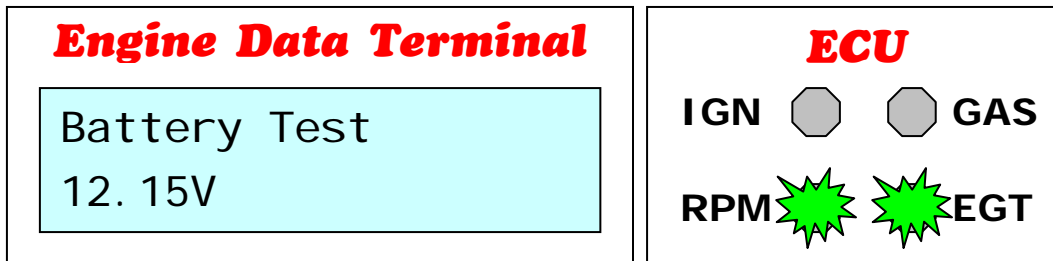 Engine Data Terminal
Battery Test
12.15V
ECU
IGN GAS
RPM EGT